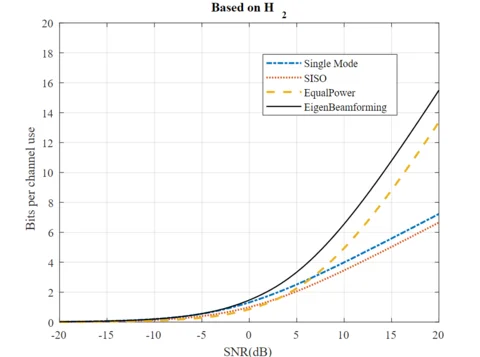 Based on H 2
20
18
16
14
12
10
8
6
4
2
0
Bits per channel use
Single Mode
SISO
EqualPower
EigenBeamforming
-20 -15 -10 -5 0 5 10 15 20
SNR(dB)